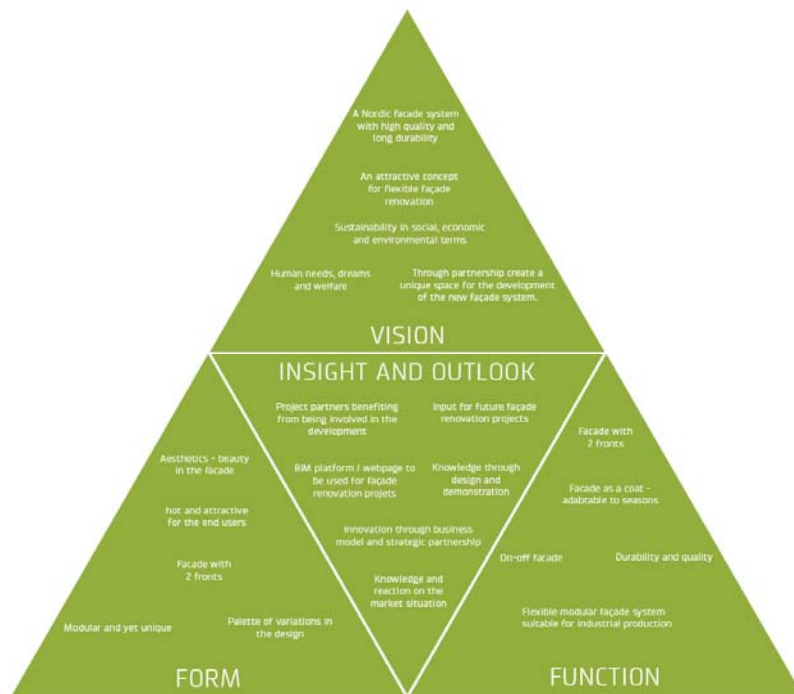 A Nordic facade system
with high quality and
long durability
An attractive concept
for flexible façade
renovation
Sustainability in social, economic
and environmental terms
Human needs, dreams
and welfare
Through partnership create a
unique space for the development
of the new façade system.
VISION
INSIGHT AND OUTLOOK
Project partners benefiting
from being involved in the
development
Input for future façade
renovation projects
BIM platform / webpage to
be used for façade
renovation projets
Knowledge through
design and
demonstration
Innovation through business
model and strategic partnership
Knowledge and
reaction on the
market situation
Aesthetics - beauty
in the facade
hot and attractive
for the end users
Facade with
2 fronts
Modular and yet unique
Palette of variations in
the design
FORM
Facade with
2 fronts
Facade as a coat -
adabtable to seasons
On-off facade
Durability and quality
Flexible modular façade system
suitable for industrial production
FUNCTION